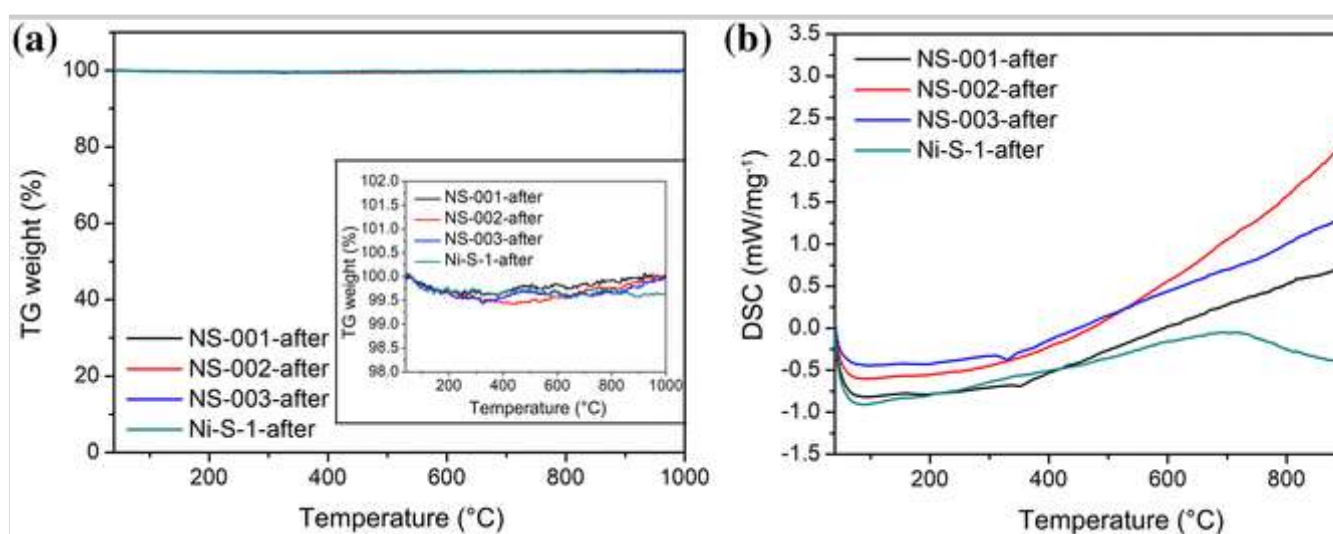 (a)
100
80
60
40
20
0
TG weight (%)
NS-001-after
NS-002-after
NS-003-after
Ni-S-1-after
200 400 600 800 1000
Temperature (°C)
102.0
101.5
101.0
100.5
100.0
99.5
99.0
98.5
98.0
TG weight (%)
NS-001-after
NS-002-after
NS-003-after
Ni-S-1-after
200 400 600 800 1000
Temperature (°C)
(b)
3.5
3.0
2.5
2.0
1.5
1.0
0.5
0.0
-0.5
-1.0
-1.5
DSC (mW/mg⁻¹)
NS-001-after
NS-002-after
NS-003-after
Ni-S-1-after
200 400 600 800
Temperature (°C)